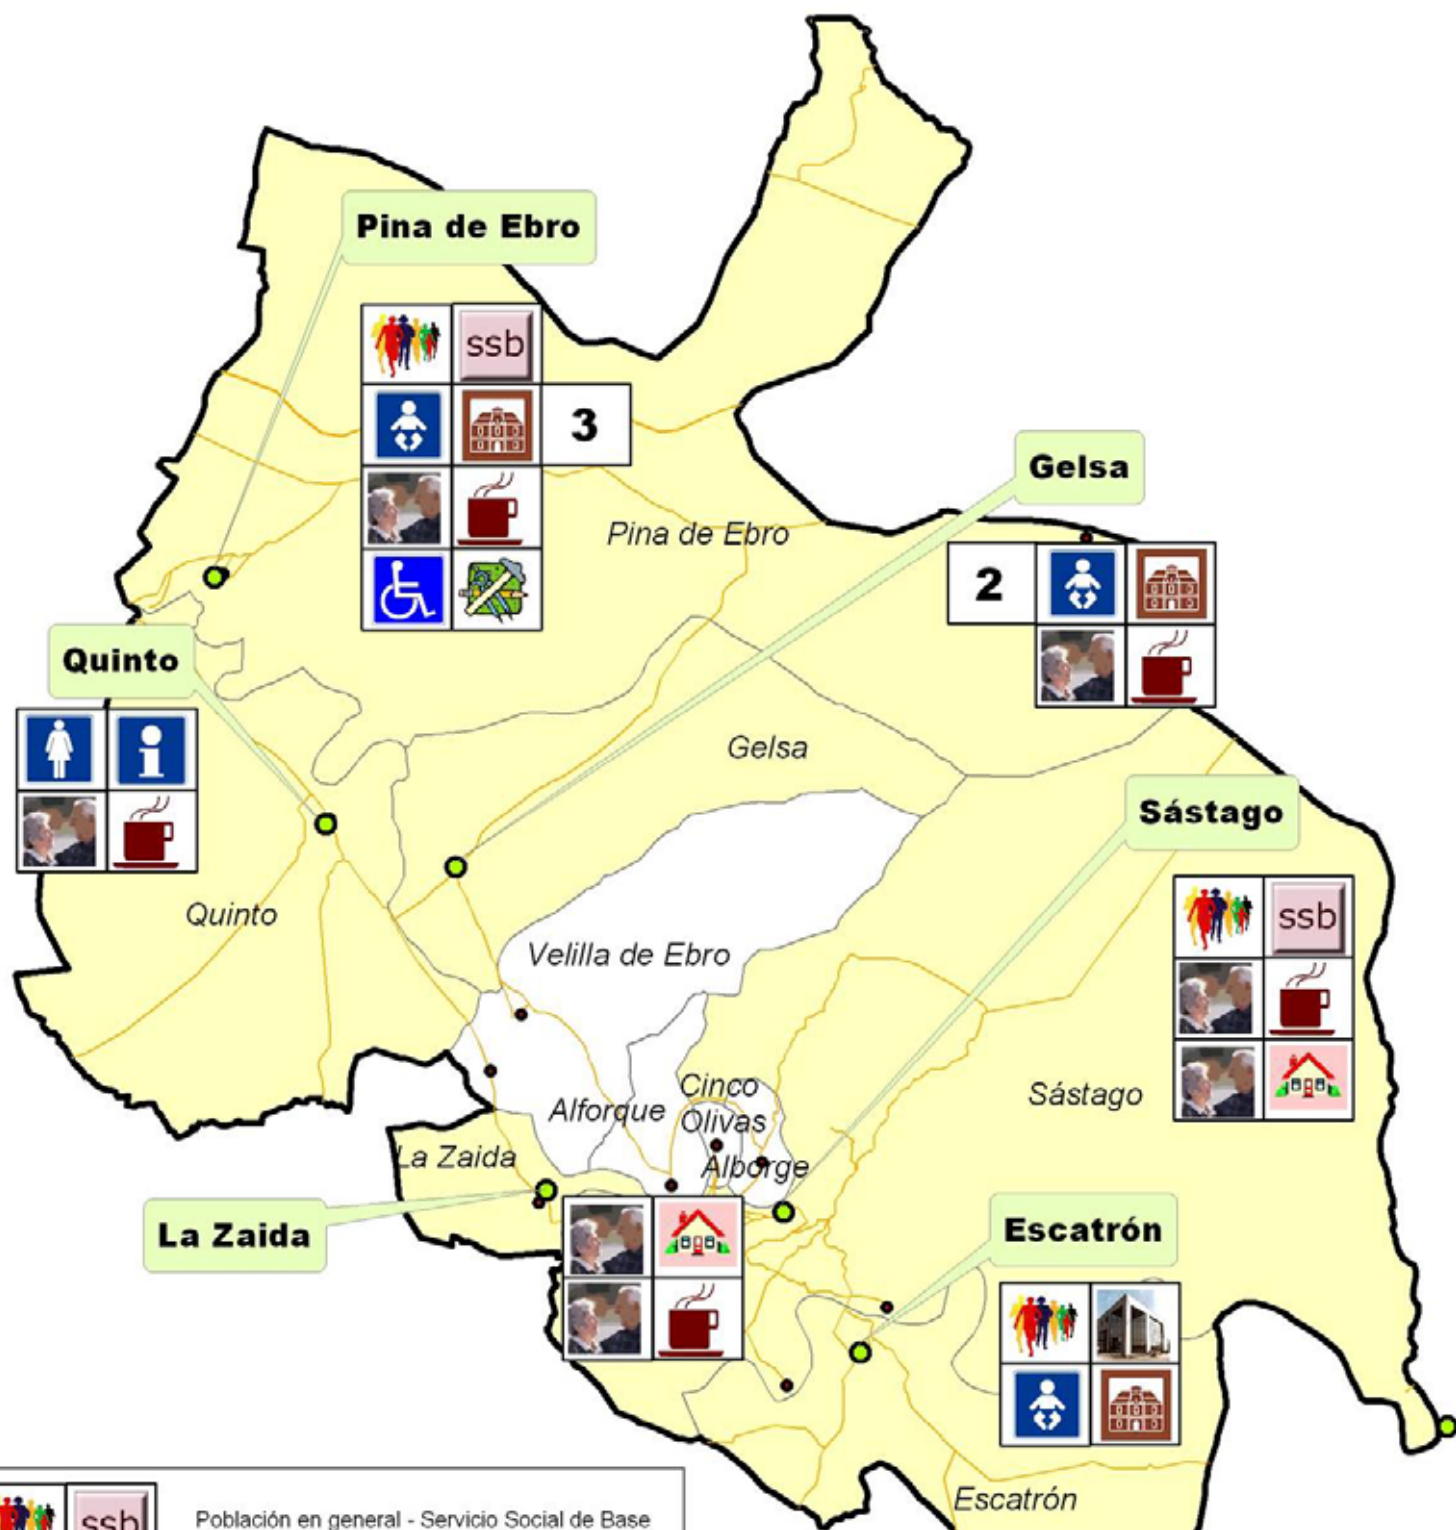 Pina de Ebro
ssb
3
Gelsa
Pina de Ebro
2
Quinto
Gelsa
Sástago
Quinto
ssb
Velilla de Ebro
Cinco
Olivas
Sástago
Alforque
La Zaida
Alborge
La Zaida
Escatrón
Escatrón
ssb
Población en general - Servicio Social de Base